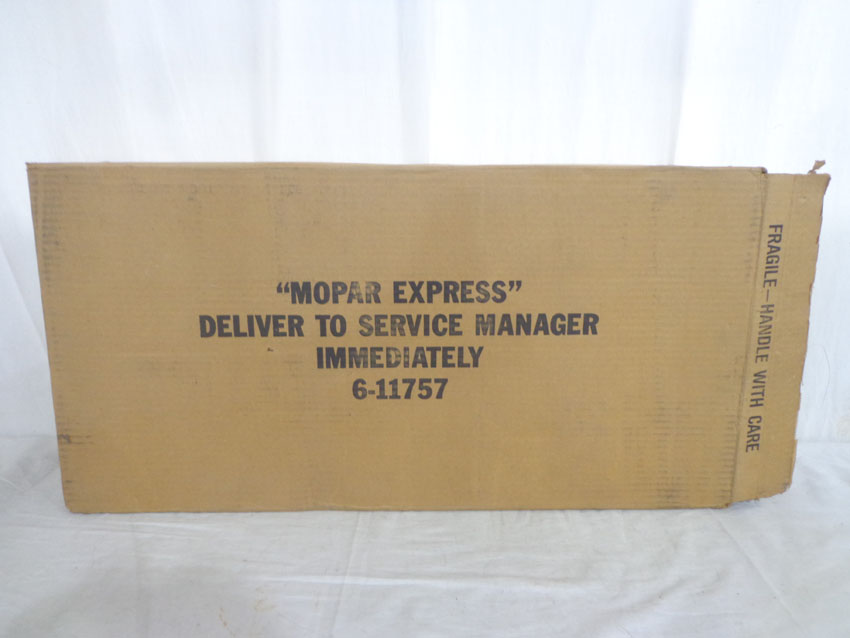 “MOPAR EXPRESS”
DELIVER TO SERVICE MANAGER
IMMEDIATELY
6-11757
FRAGILE—HANDLE WITH CARE